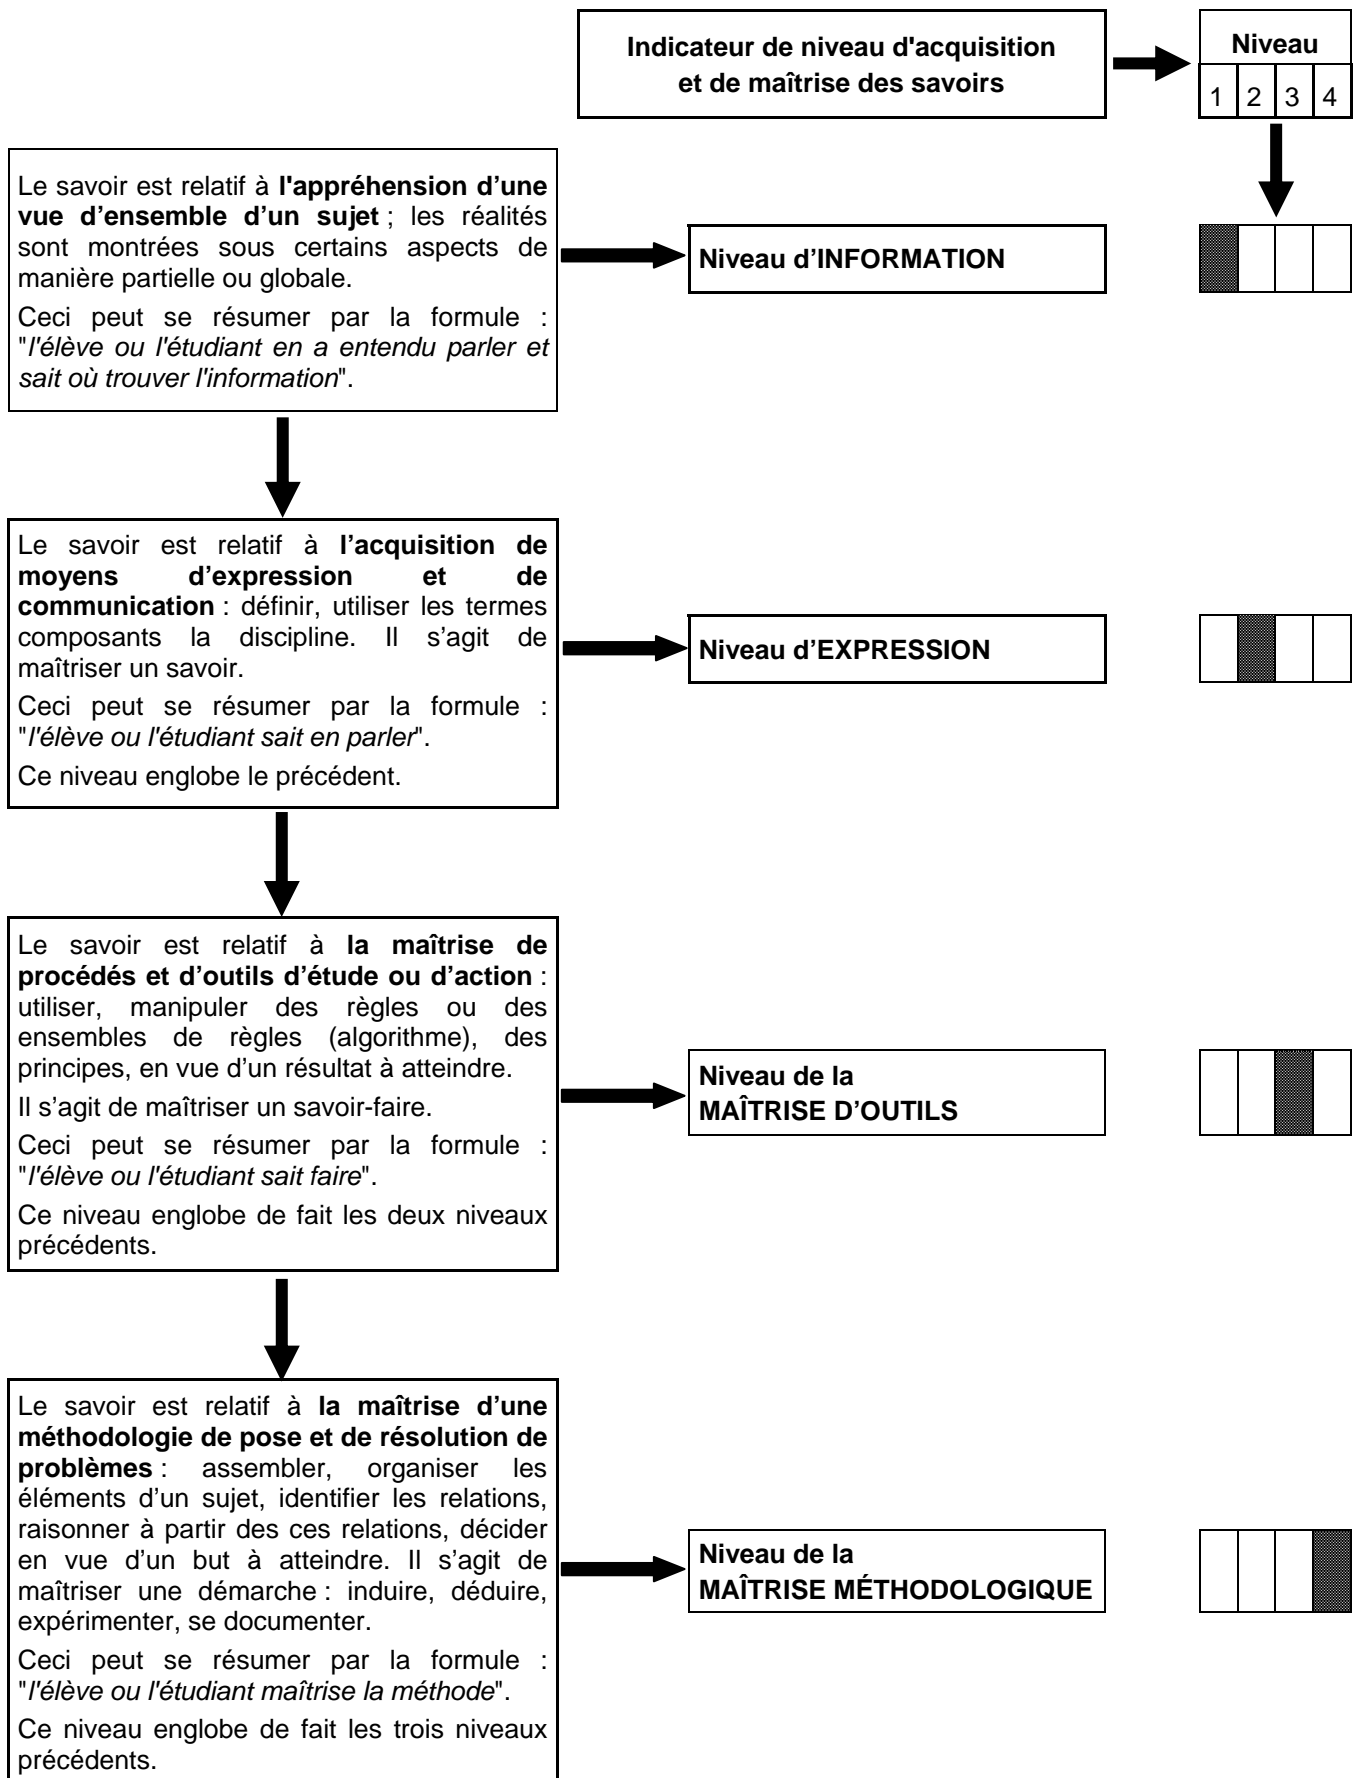 Indicateur de niveau d'acquisition
et de maîtrise des savoirs
Niveau
1 2 3 4
Le savoir est relatif à l'appréhension d’une
vue d’ensemble d’un sujet ; les réalités
sont montrées sous certains aspects de
manière partielle ou globale.
Ceci peut se résumer par la formule :
"l'élève ou l'étudiant en a entendu parler et
sait où trouver l'information".
Niveau d’INFORMATION
Le savoir est relatif à l’acquisition de
moyens d’expression et de
communication : définir, utiliser les termes
composants la discipline. Il s’agit de
maîtriser un savoir.
Ceci peut se résumer par la formule :
"l'élève ou l'étudiant sait en parler".
Ce niveau englobe le précédent.
Niveau d’EXPRESSION
Le savoir est relatif à la maîtrise de
procédés et d’outils d’étude ou d’action :
utiliser, manipuler des règles ou des
ensembles de règles (algorithme), des
principes, en vue d’un résultat à atteindre.
Il s’agit de maîtriser un savoir-faire.
Ceci peut se résumer par la formule :
"l'élève ou l'étudiant sait faire".
Ce niveau englobe de fait les deux niveaux
précédents.
Niveau de la
MAÎTRISE D’OUTILS
Le savoir est relatif à la maîtrise d’une
méthodologie de pose et de résolution de
problèmes : assembler, organiser les
éléments d’un sujet, identifier les relations,
raisonner à partir des ces relations, décider
en vue d’un but à atteindre. Il s’agit de
maîtriser une démarche : induire, déduire,
expérimenter, se documenter.
Ceci peut se résumer par la formule :
"l'élève ou l'étudiant maîtrise la méthode".
Ce niveau englobe de fait les trois niveaux
précédents.
Niveau de la
MAÎTRISE MÉTHODOLOGIQUE